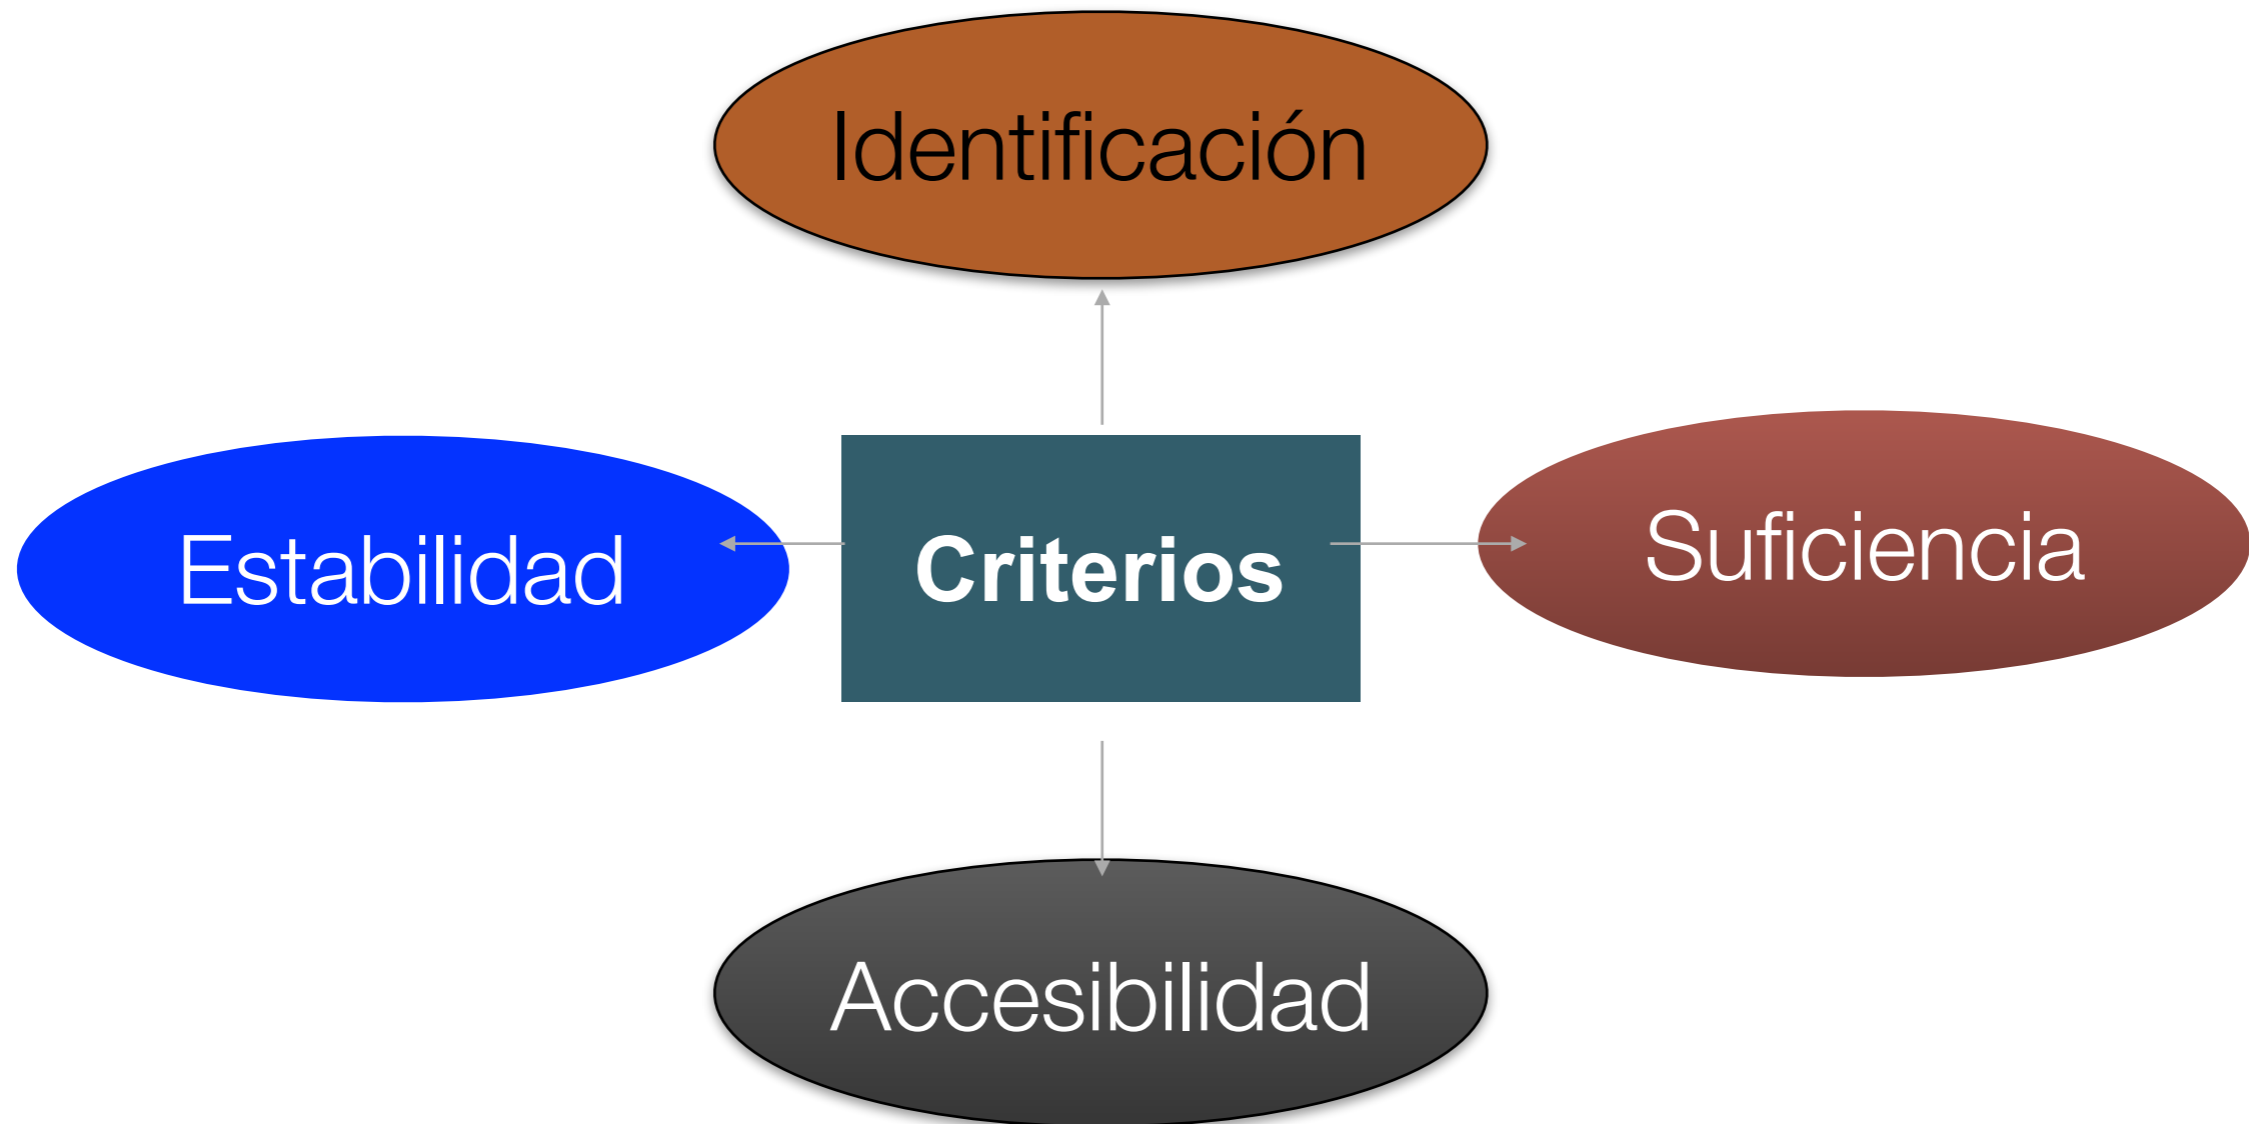 Identificación
Estabilidad
Criterios
Suficiencia
Accesibilidad